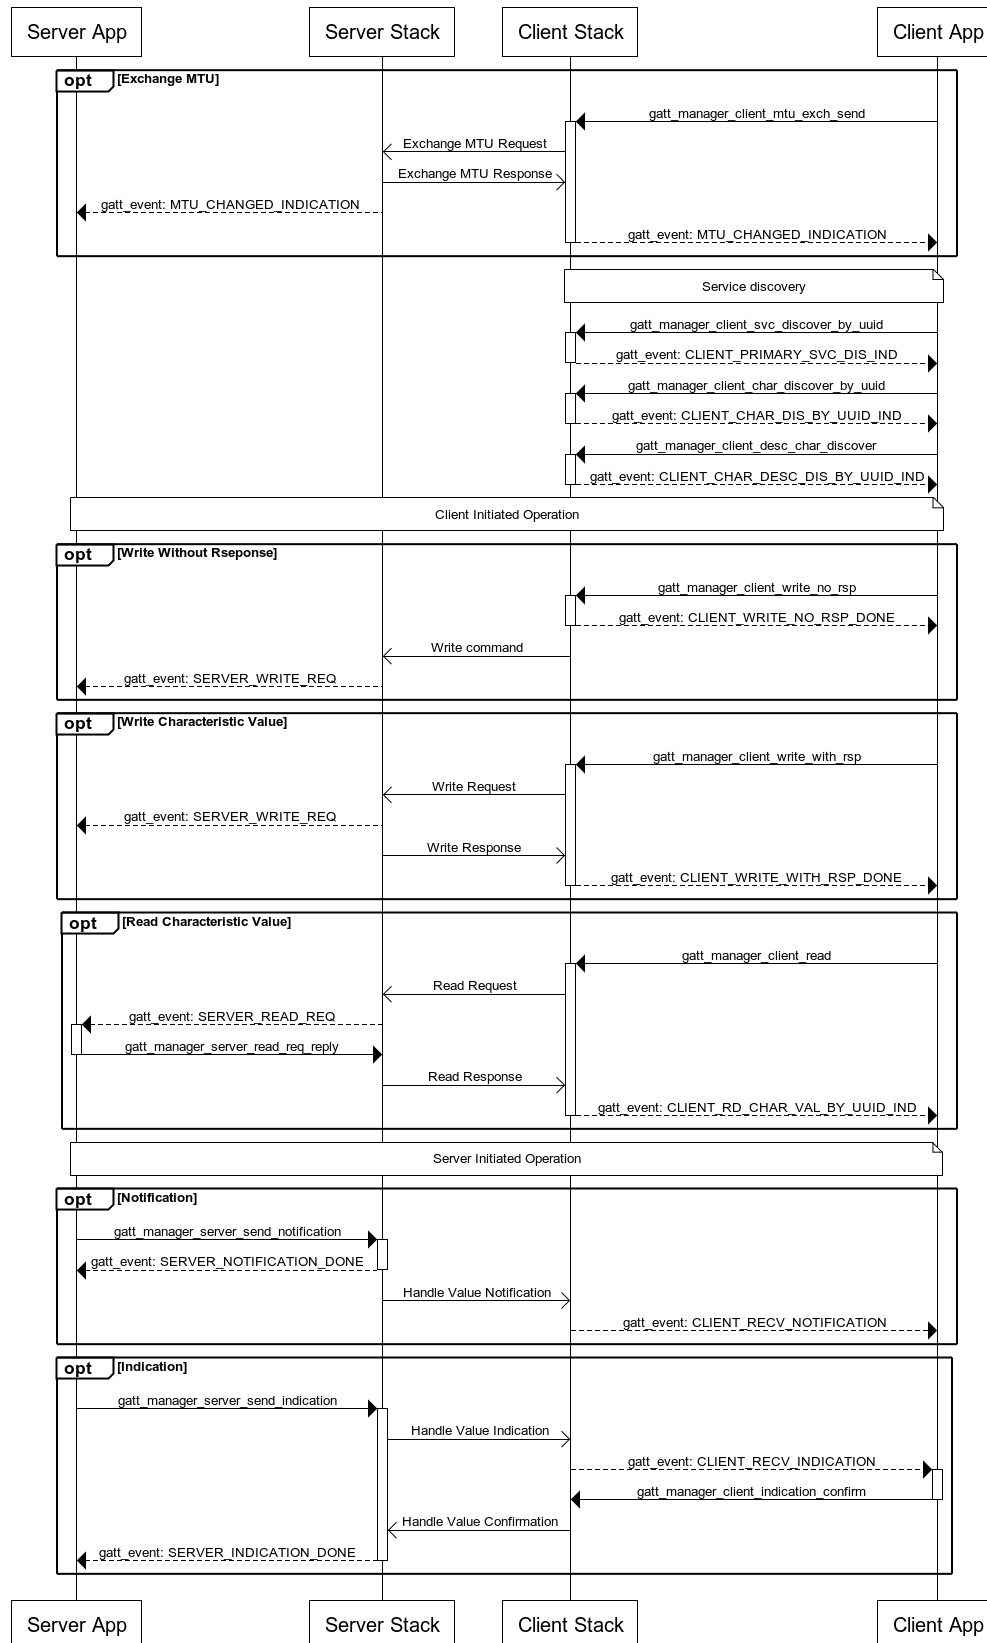 Server App
Server Stack
Client Stack
Client App
opt [Exchange MTU]
gatt_manager_client_mtu_exch_send
Exchange MTU Request
Exchange MTU Response
gatt_event: MTU_CHANGED_INDICATION
gatt_event: MTU_CHANGED_INDICATION
Service discovery
gatt_manager_client_svc_discover_by_uuid
gatt_event: CLIENT_PRIMARY_SVC_DIS_IND
gatt_manager_client_char_discover_by_uuid
gatt_event: CLIENT_CHAR_DIS_BY_UUID_IND
gatt_manager_client_desc_char_discover
gatt_event: CLIENT_CHAR_DESC_DIS_BY_UUID_IND
Client Initiated Operation
opt [Write Without Rseponse]
gatt_manager_client_write_no_rsp
gatt_event: CLIENT_WRITE_NO_RSP_DONE
Write command
gatt_event: SERVER_WRITE_REQ
opt [Write Characteristic Value]
gatt_manager_client_write_with_rsp
Write Request
gatt_event: SERVER_WRITE_REQ
Write Response
gatt_event: CLIENT_WRITE_WITH_RSP_DONE
opt [Read Characteristic Value]
gatt_manager_client_read
Read Request
gatt_event: SERVER_READ_REQ
gatt_manager_server_read_req_reply
Read Response
gatt_event: CLIENT_RD_CHAR_VAL_BY_UUID_IND
Server Initiated Operation
opt [Notification]
gatt_manager_server_send_notification
gatt_event: SERVER_NOTIFICATION_DONE
Handle Value Notification
gatt_event: CLIENT_RECV_NOTIFICATION
opt [Indication]
gatt_manager_server_send_indication
Handle Value Indication
gatt_event: CLIENT_RECV_INDICATION
gatt_manager_client_indication_confirm
Handle Value Confirmation
gatt_event: SERVER_INDICATION_DONE
Server App
Server Stack
Client Stack
Client App